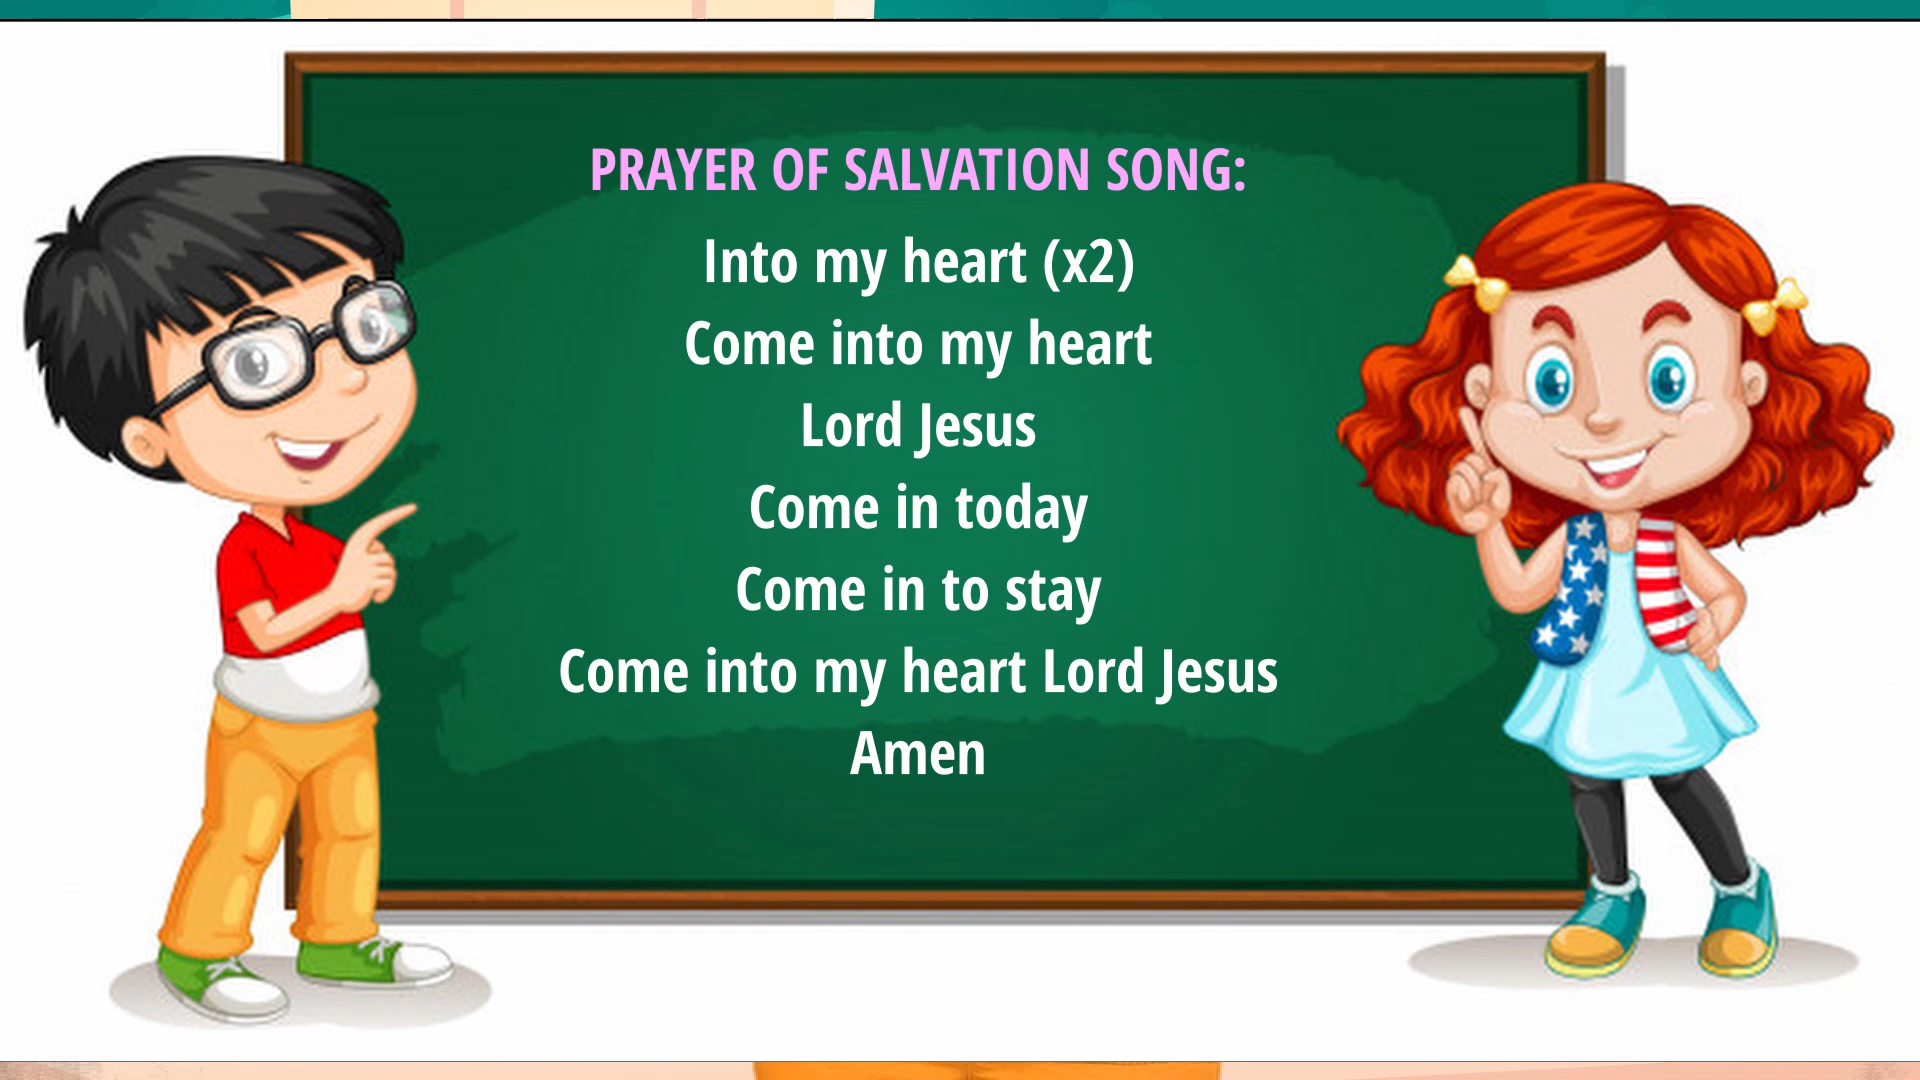 PRAYER OF SALVATION SONG:
Into my heart (x2)
Come into my heart
Lord Jesus
Come in today
Come in to stay
Come into my heart Lord Jesus
Amen